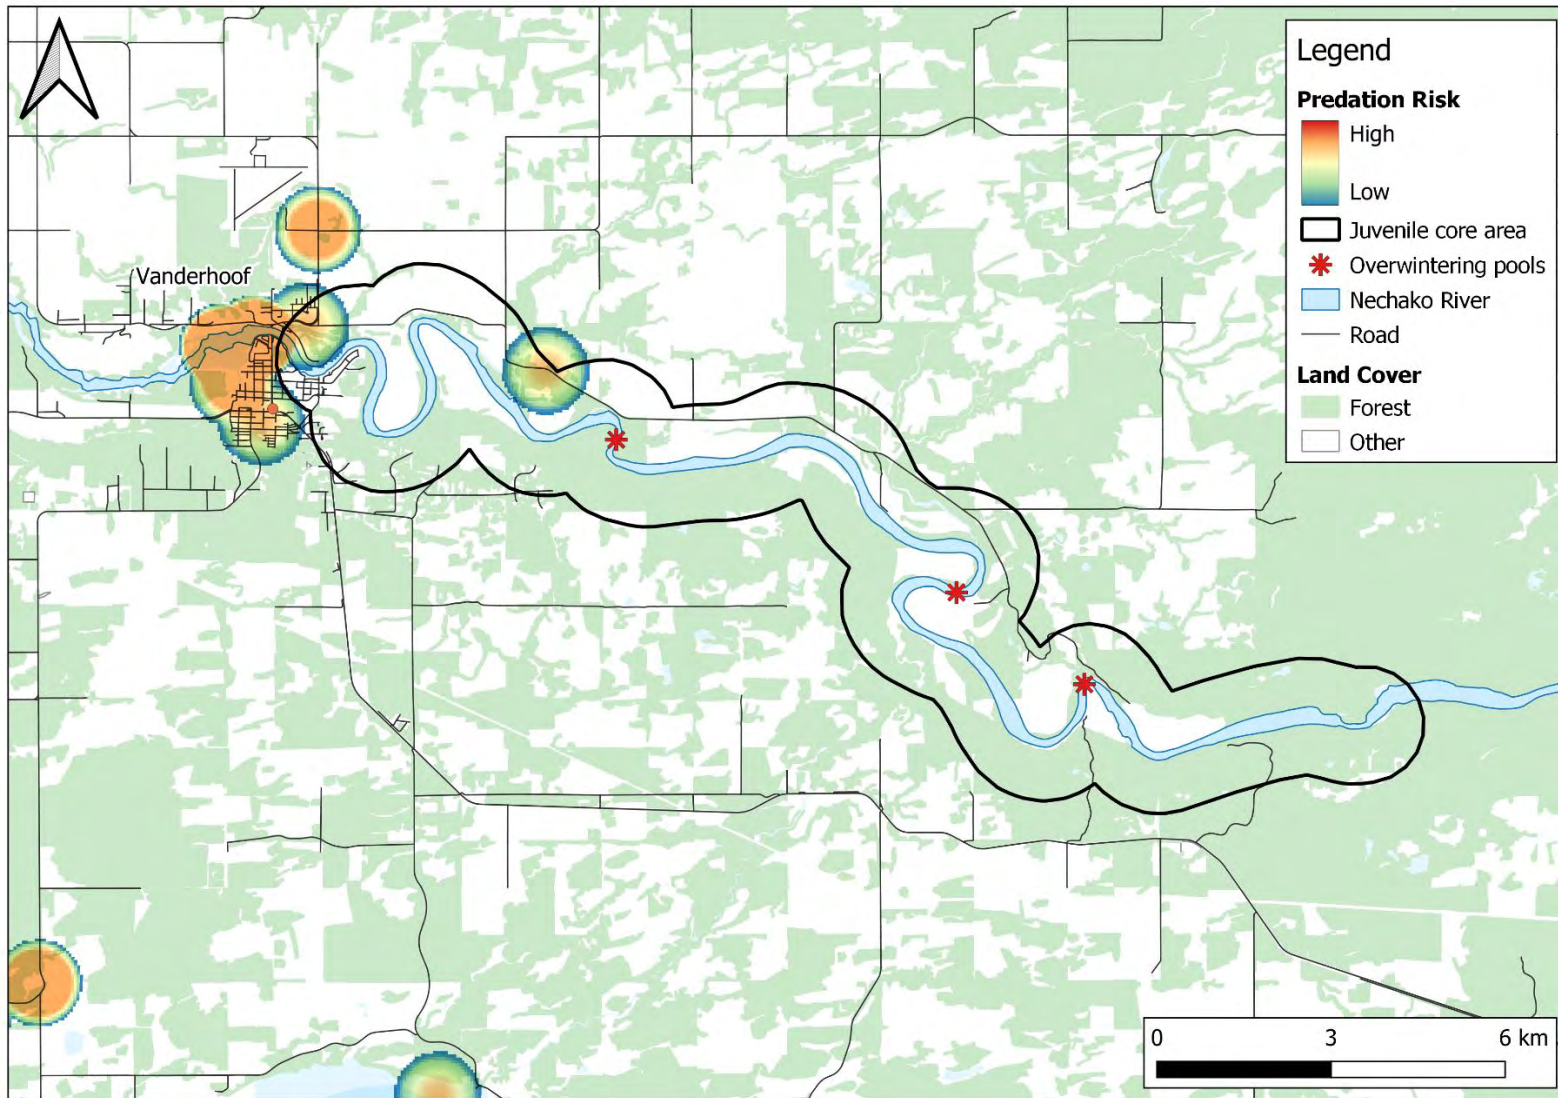 Vanderhoof
Legend
Predation Risk
High
Low
Juvenile core area
Overwintering pools
Nechako River
Road
Land Cover
Forest
Other
0 3 6 km